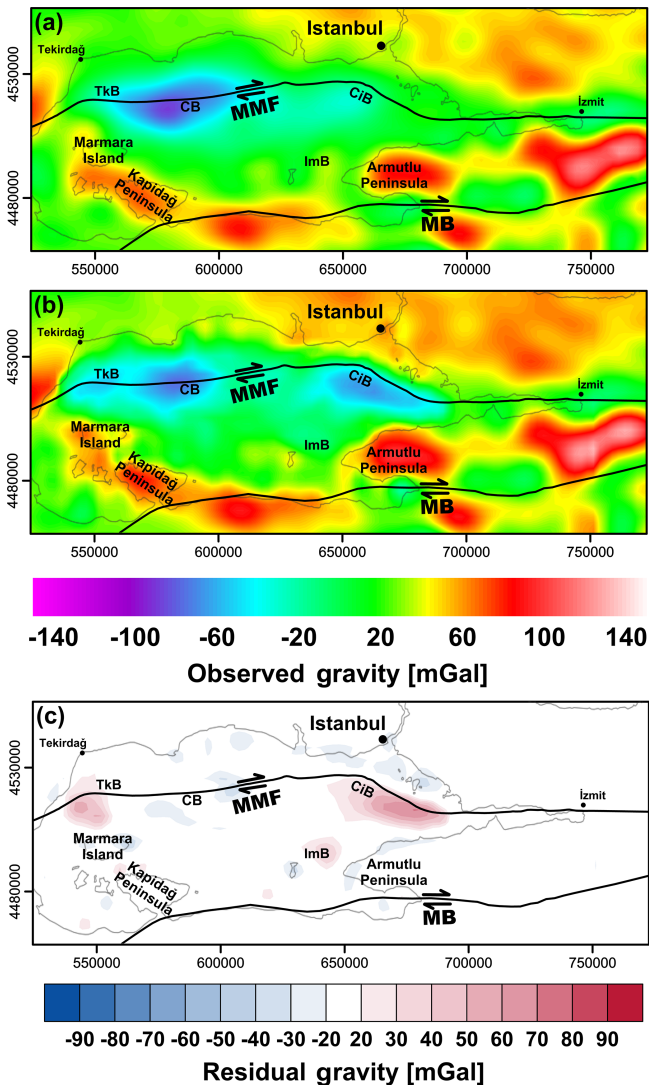 (a)
Istanbul
Tekirdağ
TkB
CB
MMF
CiB
İzmit
Marmara
Island
Kapidağ
Peninsula
ImB
Armutlu
Peninsula
MB
4530000
4480000
550000 600000 650000 700000 750000
(b)
Istanbul
Tekirdağ
TkB
CB
MMF
CiB
İzmit
Marmara
Island
Kapidağ
Peninsula
ImB
Armutlu
Peninsula
MB
4530000
4480000
550000 600000 650000 700000 750000
-140 -100 -60 -20 20 60 100 140
Observed gravity [mGal]
(c)
Istanbul
Tekirdağ
TkB
CB
MMF
CiB
İzmit
Marmara
Island
Kapidağ
Peninsula
ImB
Armutlu
Peninsula
MB
4530000
4480000
550000 600000 650000 700000 750000
-90 -80 -70 -60 -50 -40 -30 -20 20 30 40 50 60 70 80 90
Residual gravity [mGal]